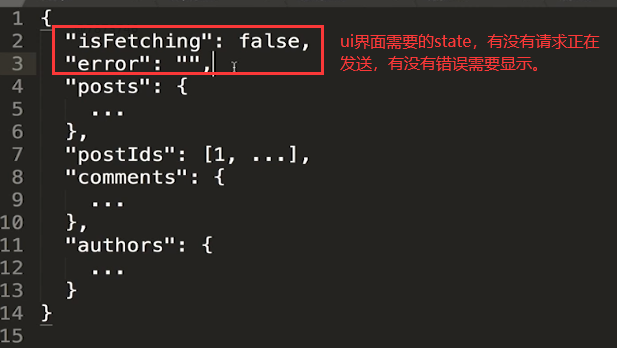 1 {
2 "isFetching": false,
3 "error": "",
4 "posts": {
5 ...
6 },
7 "postIds": [1, ...],
8 "comments": {
9 ...
10 },
11 "authors": {
12 ...
13 }
14 }
15
ui界面需要的state，有没有请求正在
发送，有没有错误需要显示。